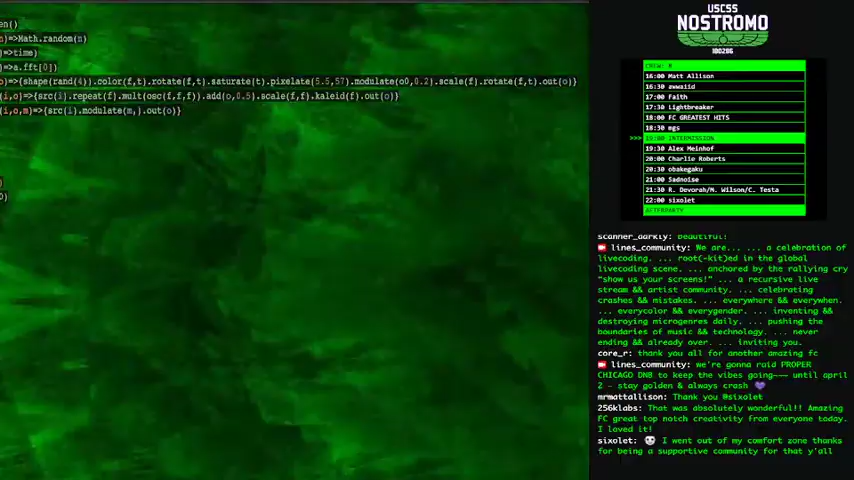 en()
)=>Math.random(n)
)=>time)
)=>a.fft[0])
o)=>{shape(rand(4)).color(f,t).rotate(f,t).saturate(t).pixelate(5.5,57).modulate(o0,0.2).scale(f).rotate(f,t).out(o)}
(i,o)=>{src(i).repeat(f).mult(osc(f,f,f)).add(o,0.5).scale(f,f).kaleid(f).out(o)}
(i,o,m)=>{src(i).modulate(m,).out(o)}
)
0)
USCSS
NOSTROMO
180286
16:00 Matt Allison
16:30 awwaiid
17:00 Faith
17:30 Lightbreaker
18:00 FC GREATEST HITS
18:30 mgs
>>> 19:00 INTERMISSION
19:30 Alex Meinhof
20:00 Charlie Roberts
20:30 obakegaku
21:00 Sadnoise
21:30 R. Devorah/M. Wilson/C. Testa
22:00 sixolet
AFTERPARTY
scanner_darkly: beautiful!
lines_community: We are... ... a celebration of
livecoding. ... root(-kit)ed in the global
livecoding scene. ... anchored by the rallying cry
"show us your screens!" ... a recursive live
stream && artist community. ... celebrating
crashes && mistakes. ... everywhere && everywhen.
... everycolor && everygender. ... inventing &&
destroying microgenres daily. ... pushing the
boundaries of music && technology. ... never
ending && already over. ... inviting you.
core_r: thank you all for another amazing fc
lines_community: we're gonna raid PROPER
CHICAGO DNB to keep the vibes going~~~ until april
2 - stay golden & always crash 💜
mrmattallison: Thank you @sixolet
256klabs: That was absolutely wonderful!! Amazing
FC great top notch creativity from everyone today.
I loved it!
sixolet: I went out of my comfort zone thanks
for being a supportive community for that y'all